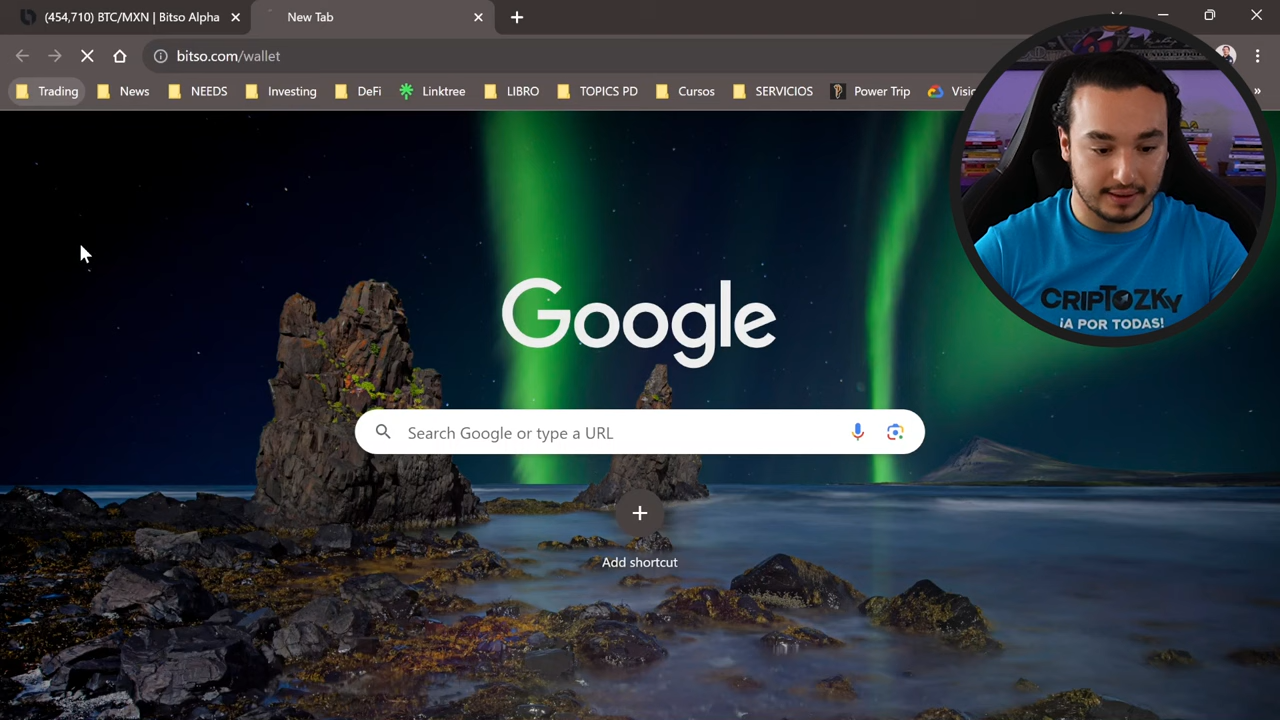 (454,710) BTC/MXN | Bitso Alpha
New Tab
bitso.com/wallet
Trading
News
NEEDS
Investing
DeFi
Linktree
LIBRO
TOPICS PD
Cursos
SERVICIOS
Power Trip
Google
Search Google or type a URL
Add shortcut
CRIPTOZKY
¡A POR TODAS!